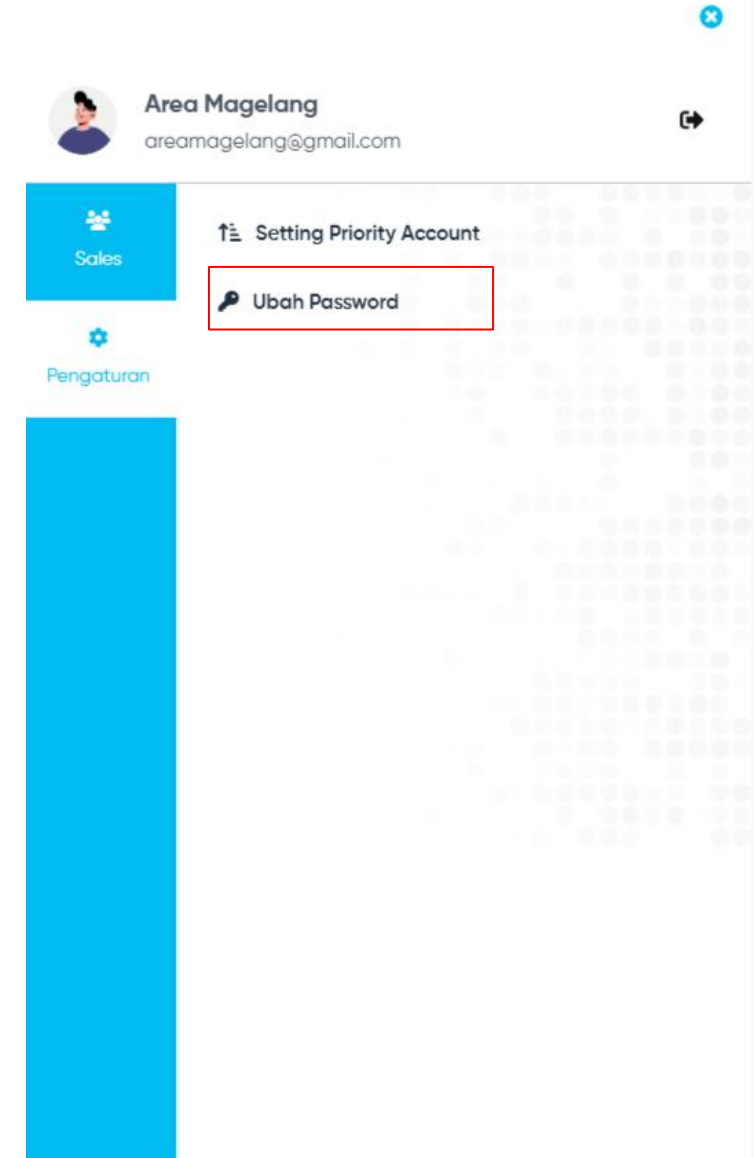 Area Magelang
areamagelang@gmail.com
Sales
Setting Priority Account
Ubah Password
Pengaturan